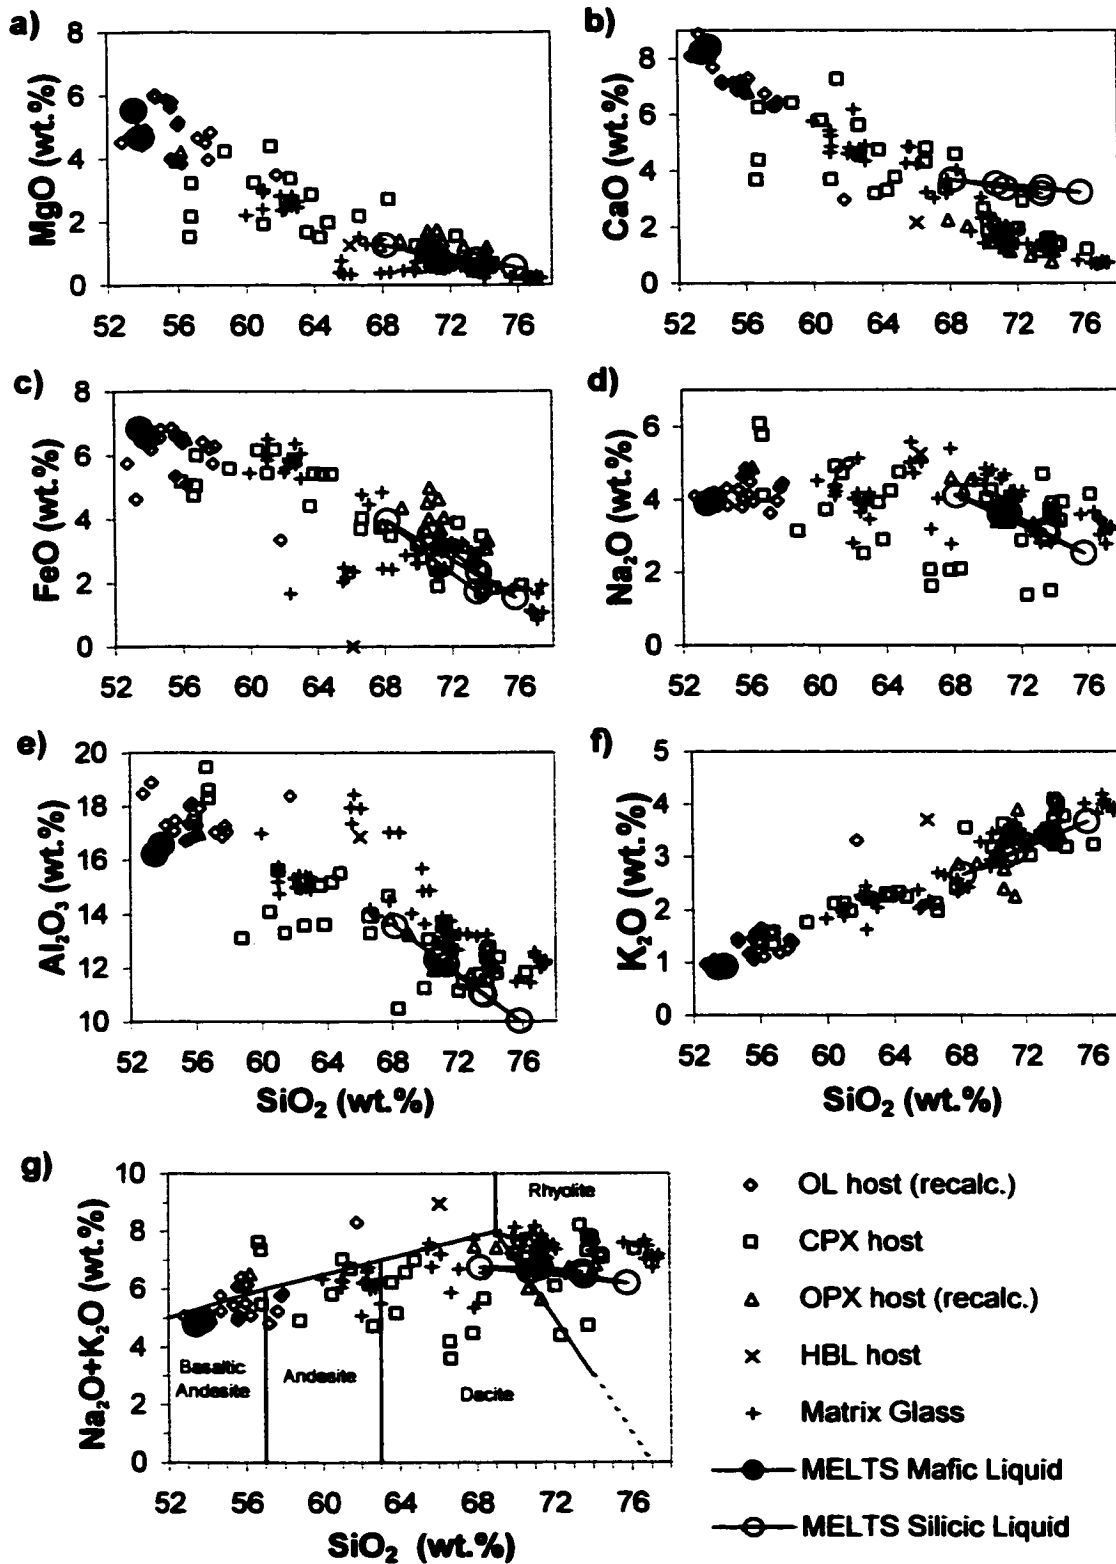 a)
MgO (wt.%)
8
6
4
2
0
52 56 60 64 68 72 76
b)
CaO (wt.%)
8
6
4
2
0
52 56 60 64 68 72 76
c)
FeO (wt.%)
8
6
4
2
0
52 56 60 64 68 72 76
d)
Na₂O (wt.%)
6
4
2
0
52 56 60 64 68 72 76
e)
Al₂O₃ (wt.%)
20
18
16
14
12
10
52 56 60 64 68 72 76
SiO₂ (wt.%)
f)
K₂O (wt.%)
5
4
3
2
1
0
52 56 60 64 68 72 76
SiO₂ (wt.%)
g)
Na₂O+K₂O (wt.%)
10
8
6
4
2
0
Rhyolite
Basaltic
Andesite
Andesite
Dacite
52 56 60 64 68 72 76
SiO₂ (wt.%)
OL host (recalc.)
CPX host
OPX host (recalc.)
HBL host
Matrix Glass
MELTS Mafic Liquid
MELTS Silicic Liquid